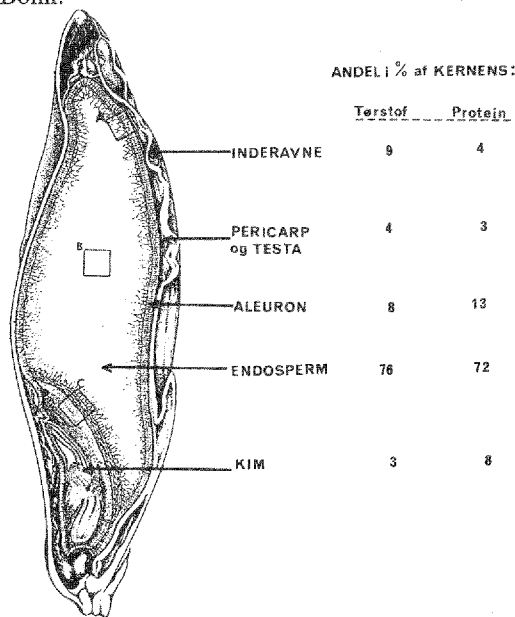 Bonn.
ANDEL i % af KERNENS:
Tørstof Protein
INDERAVNE 9 4
PERICARP og TESTA 4 3
ALEURON 8 13
ENDOSPERM 76 72
KIM 3 8
A
B
C